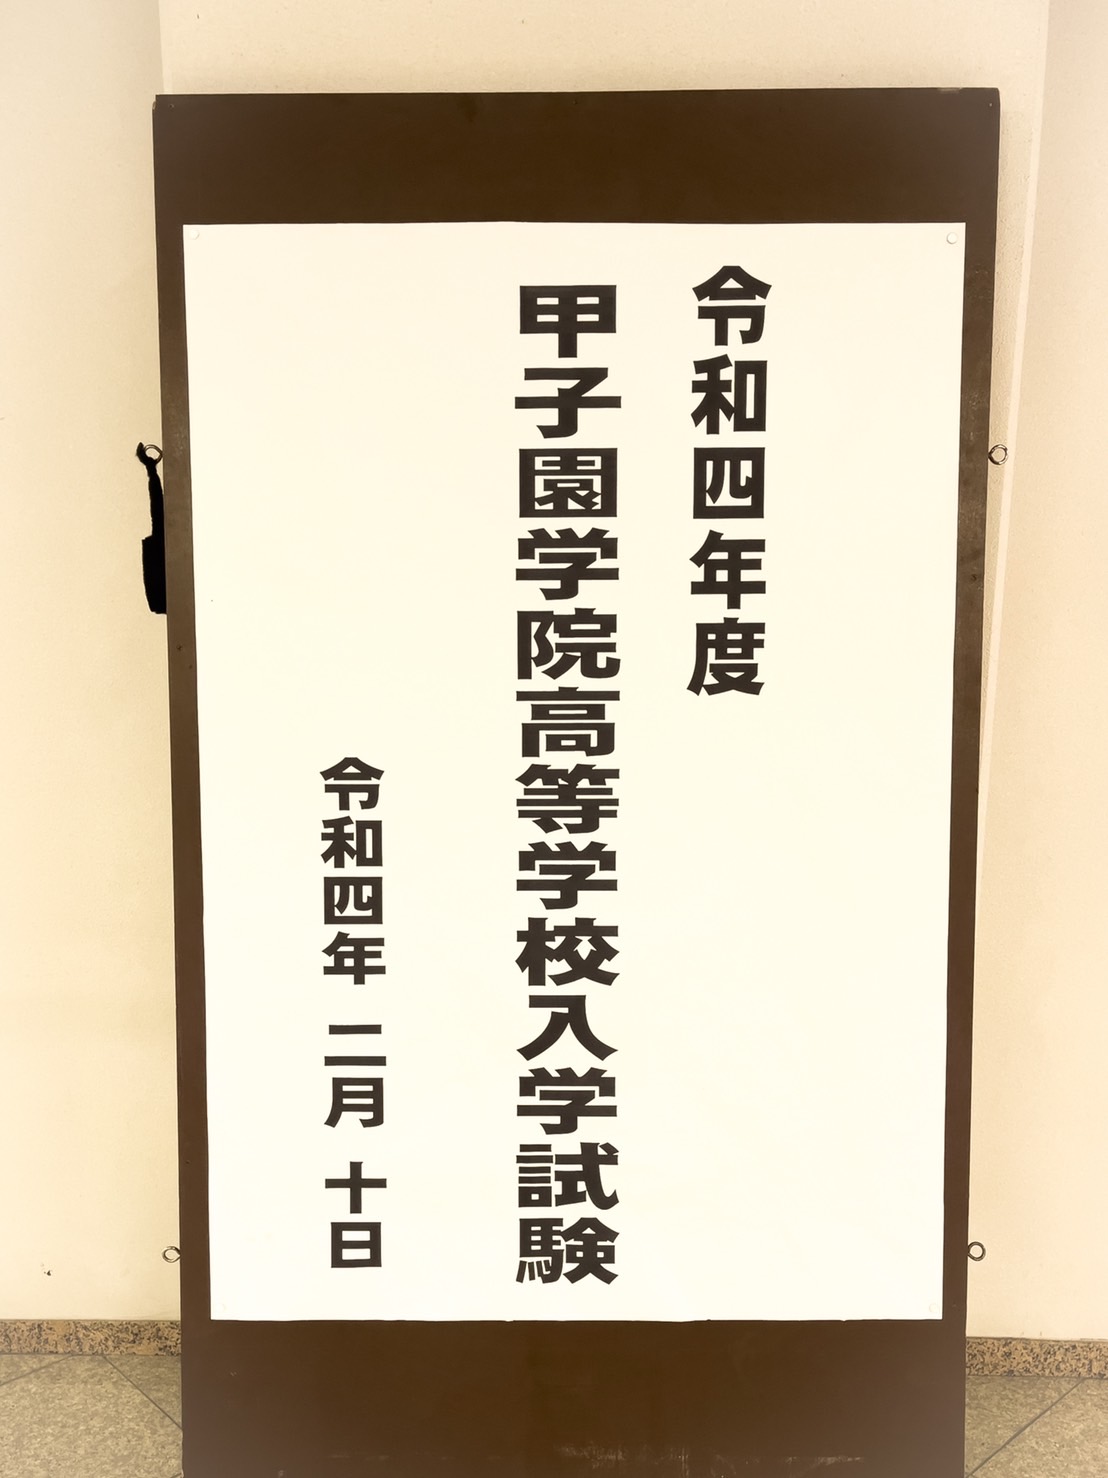 令和四年度
甲子園学院高等学校入学試験
令和四年 二月 十日